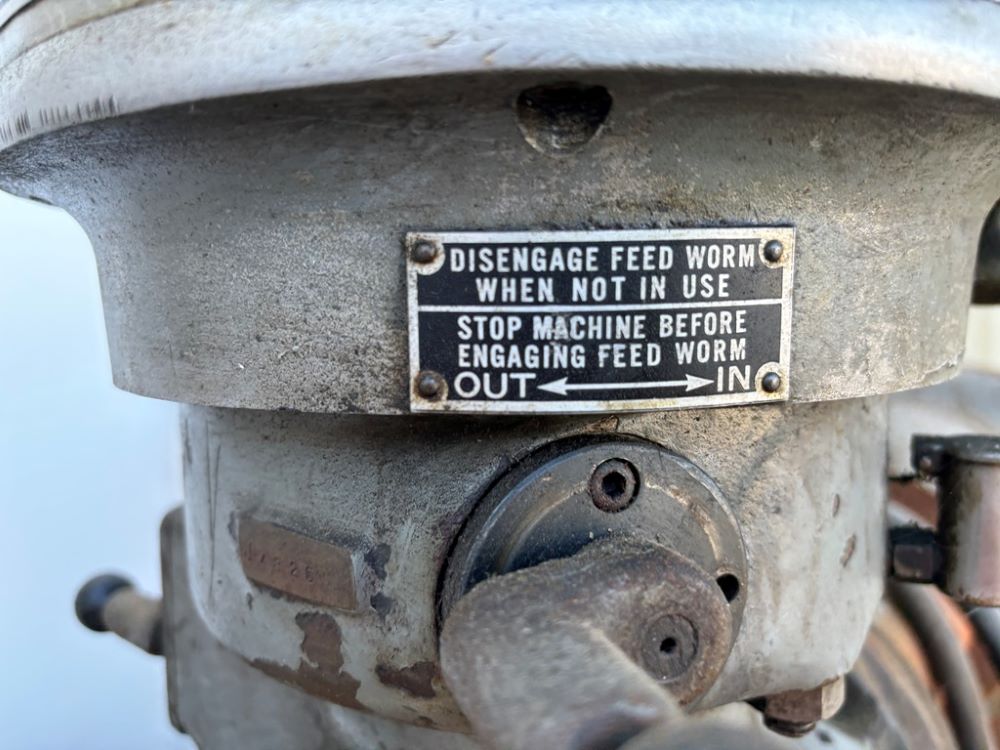 DISENGAGE FEED WORM
WHEN NOT IN USE
STOP MACHINE BEFORE
ENGAGING FEED WORM
OUT IN